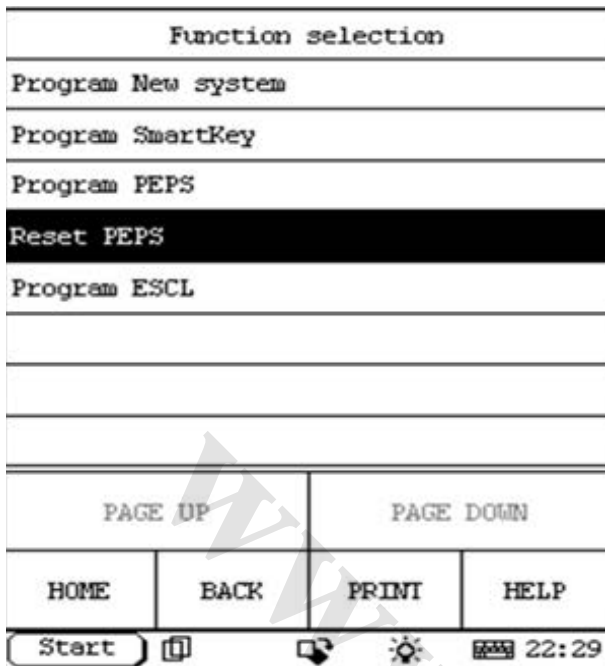 Function selection
Program New system
Program SmartKey
Program PEPS
Reset PEPS
Program ESCL
PAGE UP PAGE DOWN
HOME BACK PRINT HELP
Start 22:29